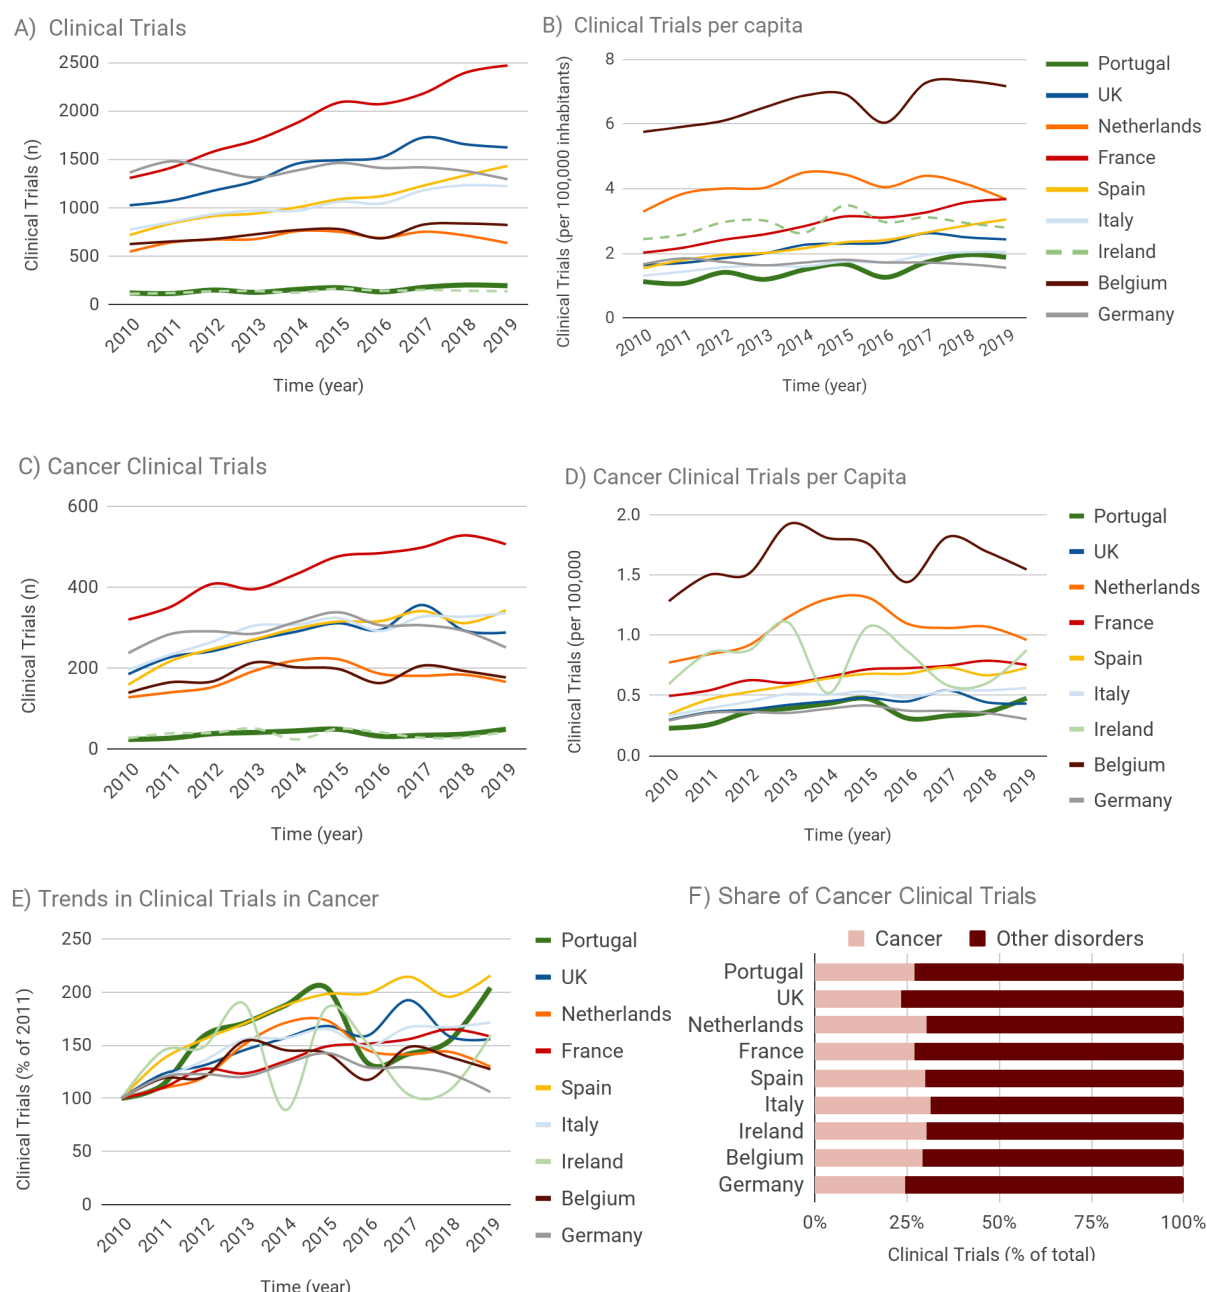 A) Clinical Trials
Clinical Trials (n)
2500
2000
1500
1000
500
0
2010 2011 2012 2013 2014 2015 2016 2017 2018 2019
Time (year)
B) Clinical Trials per capita
Clinical Trials (per 100,000 inhabitants)
8
6
4
2
0
2010 2011 2012 2013 2014 2015 2016 2017 2018 2019
Time (year)
Portugal
UK
Netherlands
France
Spain
Italy
Ireland
Belgium
Germany
C) Cancer Clinical Trials
Clinical Trials (n)
600
400
200
0
2010 2011 2012 2013 2014 2015 2016 2017 2018 2019
Time (year)
D) Cancer Clinical Trials per Capita
Clinical Trials (per 100,000
2.0
1.5
1.0
0.5
0.0
2010 2011 2012 2013 2014 2015 2016 2017 2018 2019
Time (year)
Portugal
UK
Netherlands
France
Spain
Italy
Ireland
Belgium
Germany
E) Trends in Clinical Trials in Cancer
Clinical Trials (% of 2011)
250
200
150
100
50
0
2010 2011 2012 2013 2014 2015 2016 2017 2018 2019
Time (year)
Portugal
UK
Netherlands
France
Spain
Italy
Ireland
Belgium
Germany
F) Share of Cancer Clinical Trials
Cancer Other disorders
Portugal
UK
Netherlands
France
Spain
Italy
Ireland
Belgium
Germany
0% 25% 50% 75% 100%
Clinical Trials (% of total)